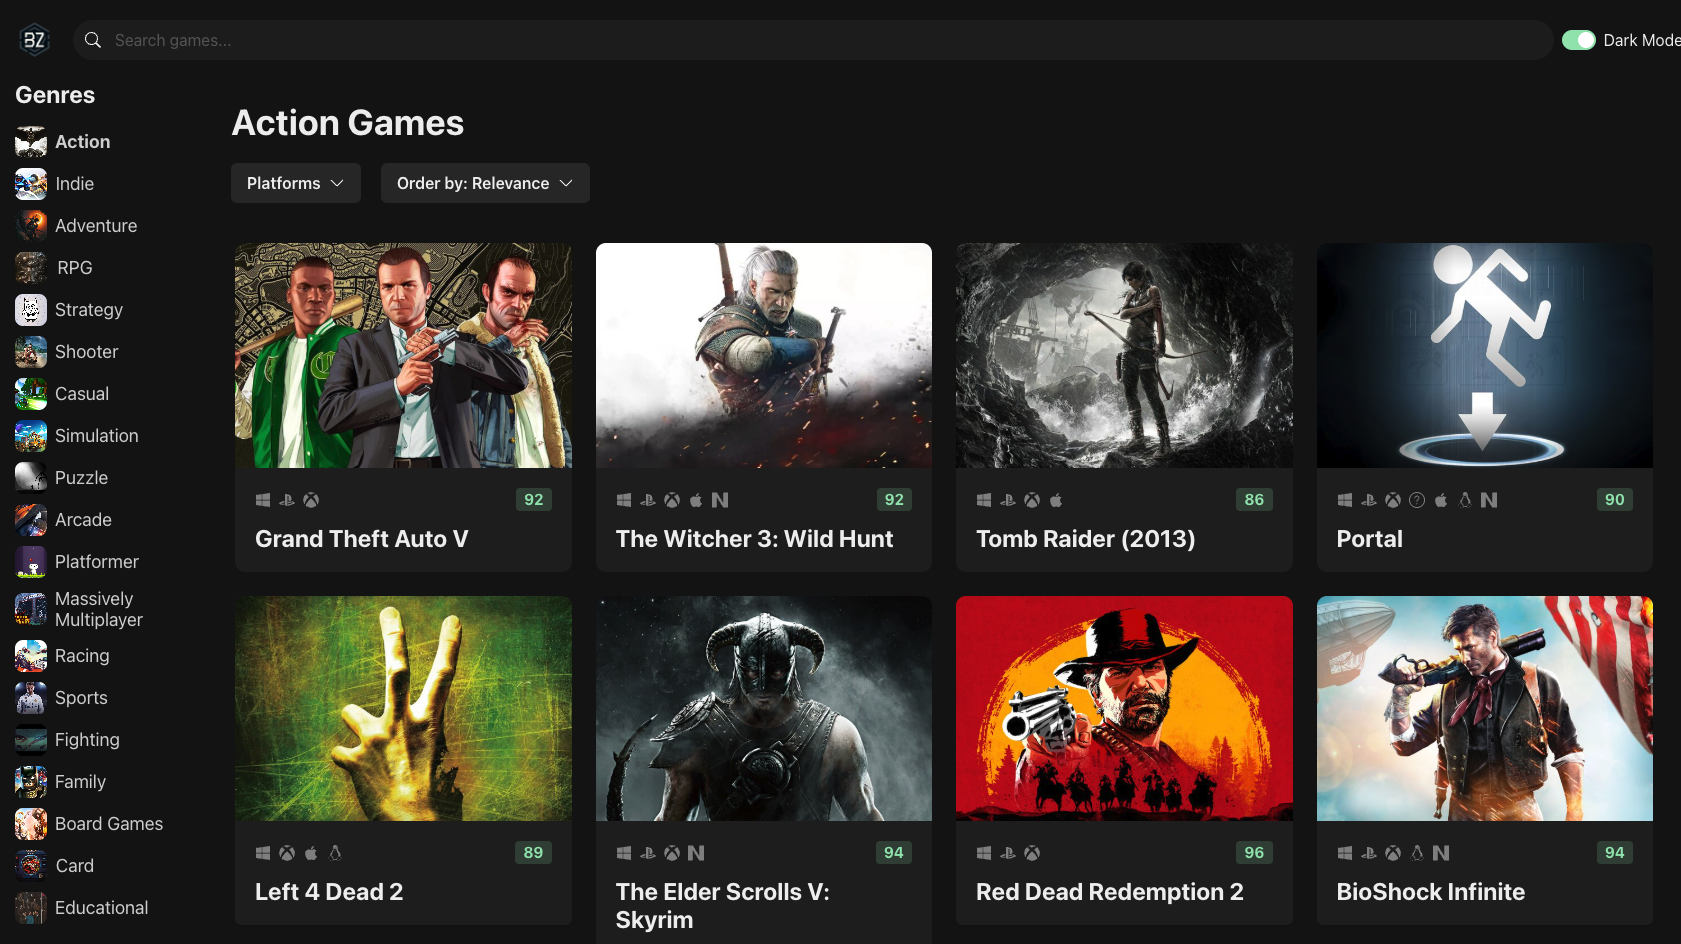 BZ
Search games...
Dark Mode
Genres
Action
Indie
Adventure
RPG
Strategy
Shooter
Casual
Simulation
Puzzle
Arcade
Platformer
Massively
Multiplayer
Racing
Sports
Fighting
Family
Board Games
Card
Educational
Action Games
Platforms
Order by: Relevance
92
Grand Theft Auto V
92
The Witcher 3: Wild Hunt
86
Tomb Raider (2013)
90
Portal
89
Left 4 Dead 2
94
The Elder Scrolls V:
Skyrim
96
Red Dead Redemption 2
94
BioShock Infinite